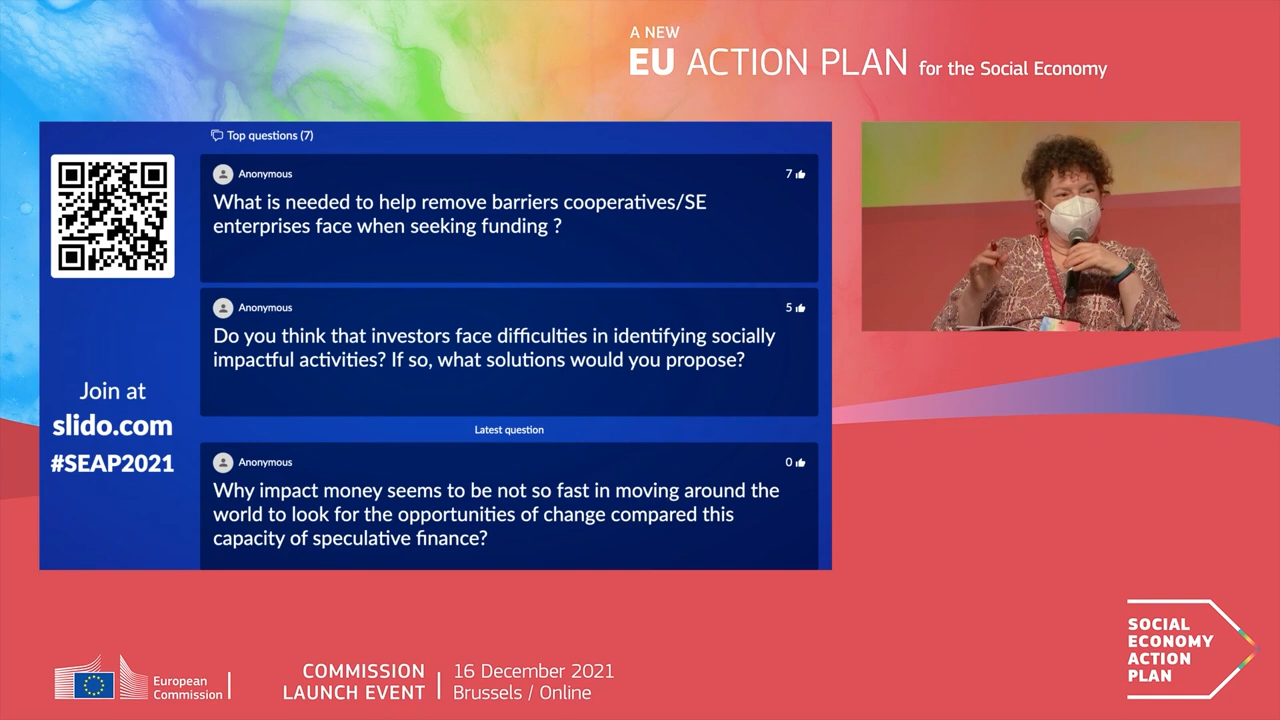 A NEW
EU ACTION PLAN for the Social Economy
Top questions (7)
Anonymous
7
What is needed to help remove barriers cooperatives/SE
enterprises face when seeking funding ?
Anonymous
5
Do you think that investors face difficulties in identifying socially
impactful activities? If so, what solutions would you propose?
Latest question
Anonymous
0
Why impact money seems to be not so fast in moving around the
world to look for the opportunities of change compared this
capacity of speculative finance?
Join at
slido.com
#SEAP2021
European
Commission
COMMISSION
LAUNCH EVENT
16 December 2021
Brussels / Online
SOCIAL
ECONOMY
ACTION
PLAN